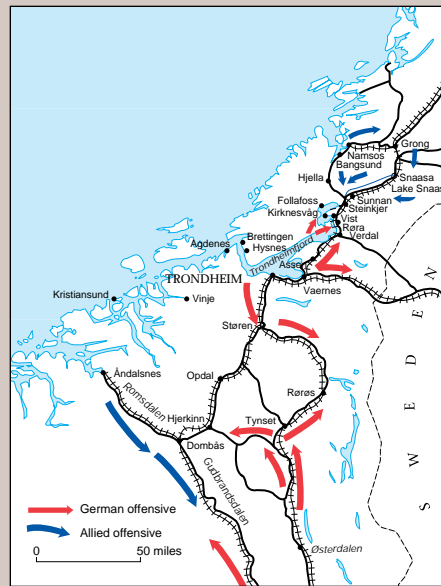 Grong
Namsos
Bangsund
Hjella
Snaasa
Lake Snaas
Sunnan
Follafoss
Steinkjer
Kirknesvåg
Vist
Røra
Verdal
Brettingen
Agdenes
Hysnes
Trondheimfjord
Asse
TRONDHEIM
Vaernes
Kristiansund
Vinje
Støren
SWEDEN
Åndalsnes
Opdal
Romsdalen
Røros
Hjerkinn
Tynset
Dombås
Gudbrandsdalen
German offensive
Allied offensive
0 50 miles
Østerdalen